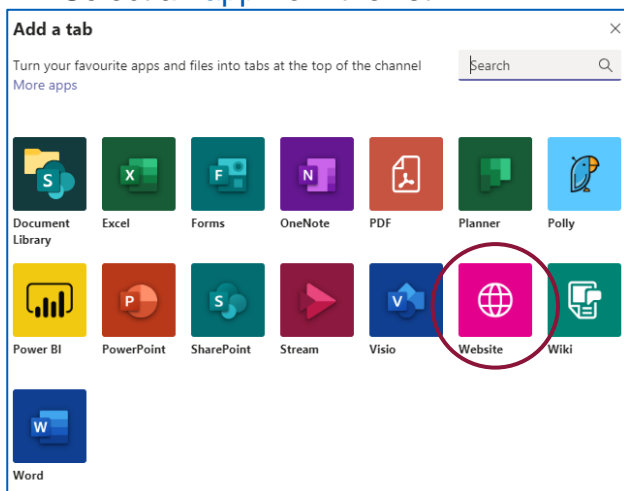 Add a tab
Turn your favourite apps and files into tabs at the top of the channel
Search
More apps
Document Library
Excel
Forms
OneNote
PDF
Planner
Polly
Power BI
PowerPoint
SharePoint
Stream
Visio
Website
Wiki
Word